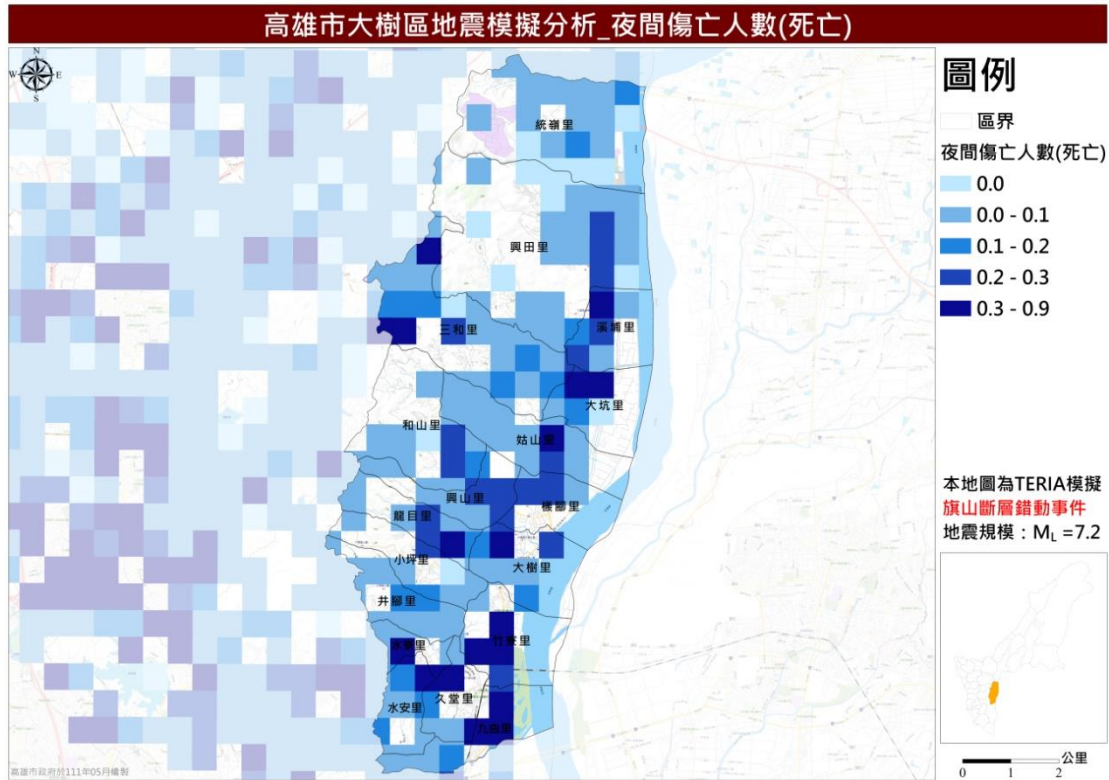 高雄市大樹區地震模擬分析_夜間傷亡人數(死亡)
N
W
E
S
圖例
區界
夜間傷亡人數(死亡)
0.0
0.0 - 0.1
0.1 - 0.2
0.2 - 0.3
0.3 - 0.9
統嶺里
興田里
三和里
溪埔里
大坑里
和山里
姑山里
興山里
樣腳里
龍目里
小坪里
大樹里
井腳里
水寮里
竹寮里
久堂里
水安里
九曲里
本地圖為TERIA模擬
旗山斷層錯動事件
地震規模：ML =7.2
公里
0 1 2
高雄市政府於111年05月繪製